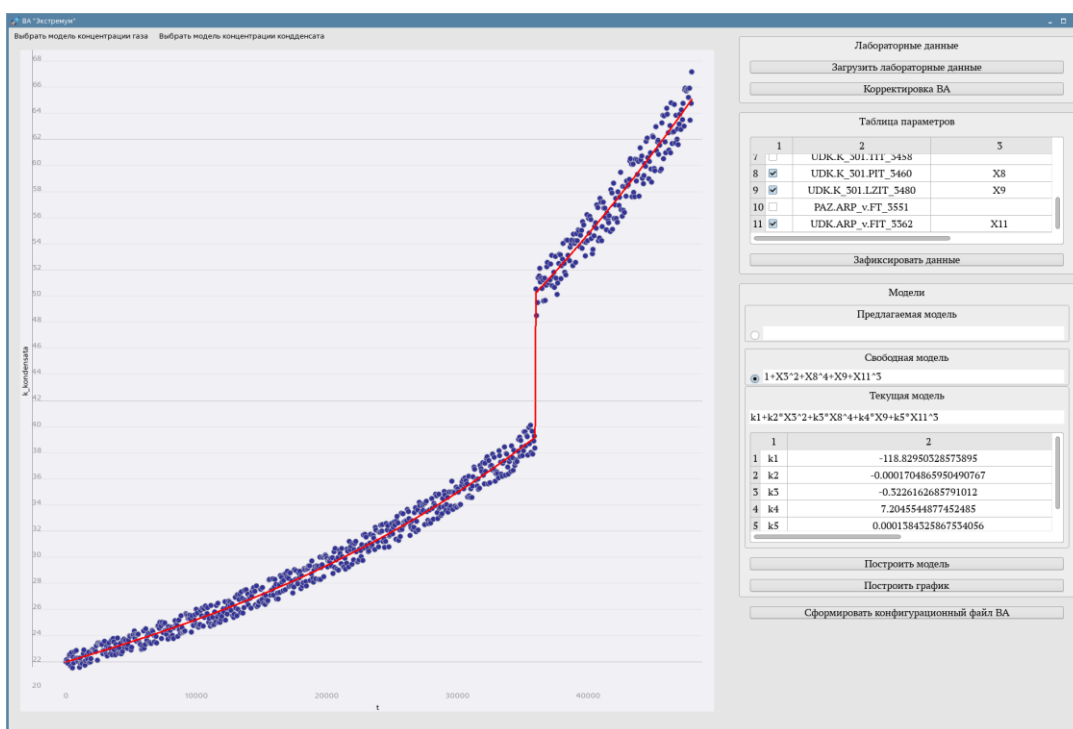 ВА "Экстремум"
Выбрать модель концентрации газа Выбрать модель концентрации кондденсата
68
66
64
62
60
58
56
54
52
50
48
46
44
42
40
38
36
34
32
30
28
26
24
22
20
k_kondensata
0 10000 20000 30000 40000
t
Лабораторные данные
Загрузить лабораторные данные
Корректировка ВА
Таблица параметров
1 2 3
7 UDK.K_301.TIT_3458
8 UDK.K_301.PIT_3460 X8
9 UDK.K_301.LZIT_3480 X9
10 PAZ.ARP_v.FT_3551
11 UDK.ARP_v.FIT_3362 X11
Зафиксировать данные
Модели
Предлагаемая модель
Свободная модель
1+X3^2+X8^4+X9+X11^3
Текущая модель
k1+k2*X3^2+k3*X8^4+k4*X9+k5*X11^3
1 2
1 k1 -118.82950328573895
2 k2 -0.0001704865950490767
3 k3 -0.3226162685791012
4 k4 7.2045544877452485
5 k5 0.0001384325867534056
Построить модель
Построить график
Сформировать конфигурационный файл ВА